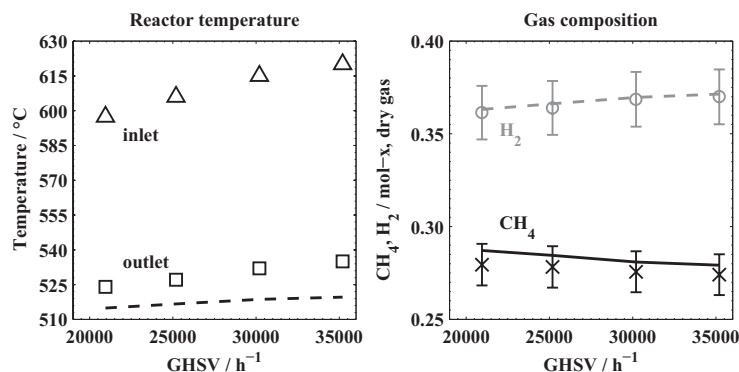 Reactor temperature
630
615
600
585
570
555
540
525
510
Temperature / °C
inlet
outlet
20000 25000 30000 35000
GHSV / h⁻¹
Gas composition
0.40
0.35
0.30
0.25
CH₄, H₂ / mol−x, dry gas
H₂
CH₄
20000 25000 30000 35000
GHSV / h⁻¹